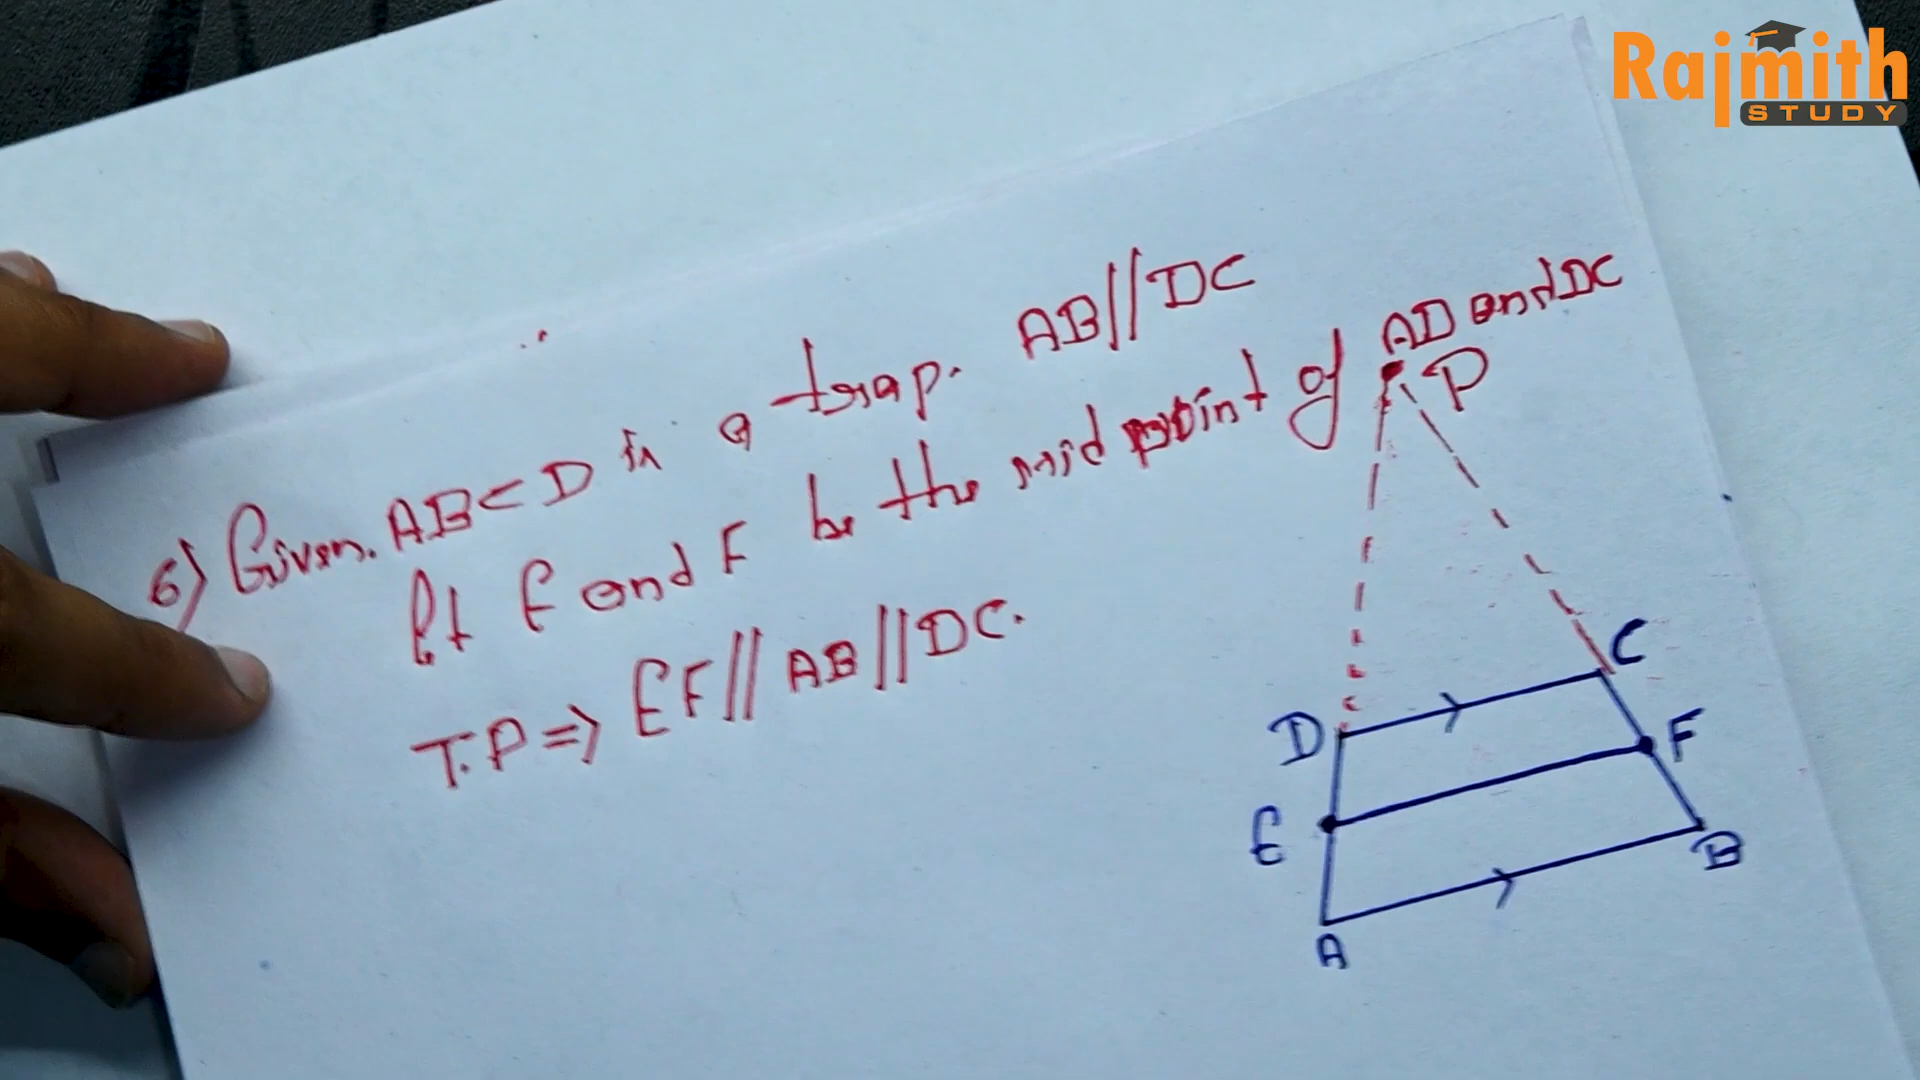 Rajmith
STUDY
6) Given. ABCD is a trap. AB//DC
let E and F be the mid point of AD and DC
T.P => EF // AB // DC.
P
C
D
F
E
B
A